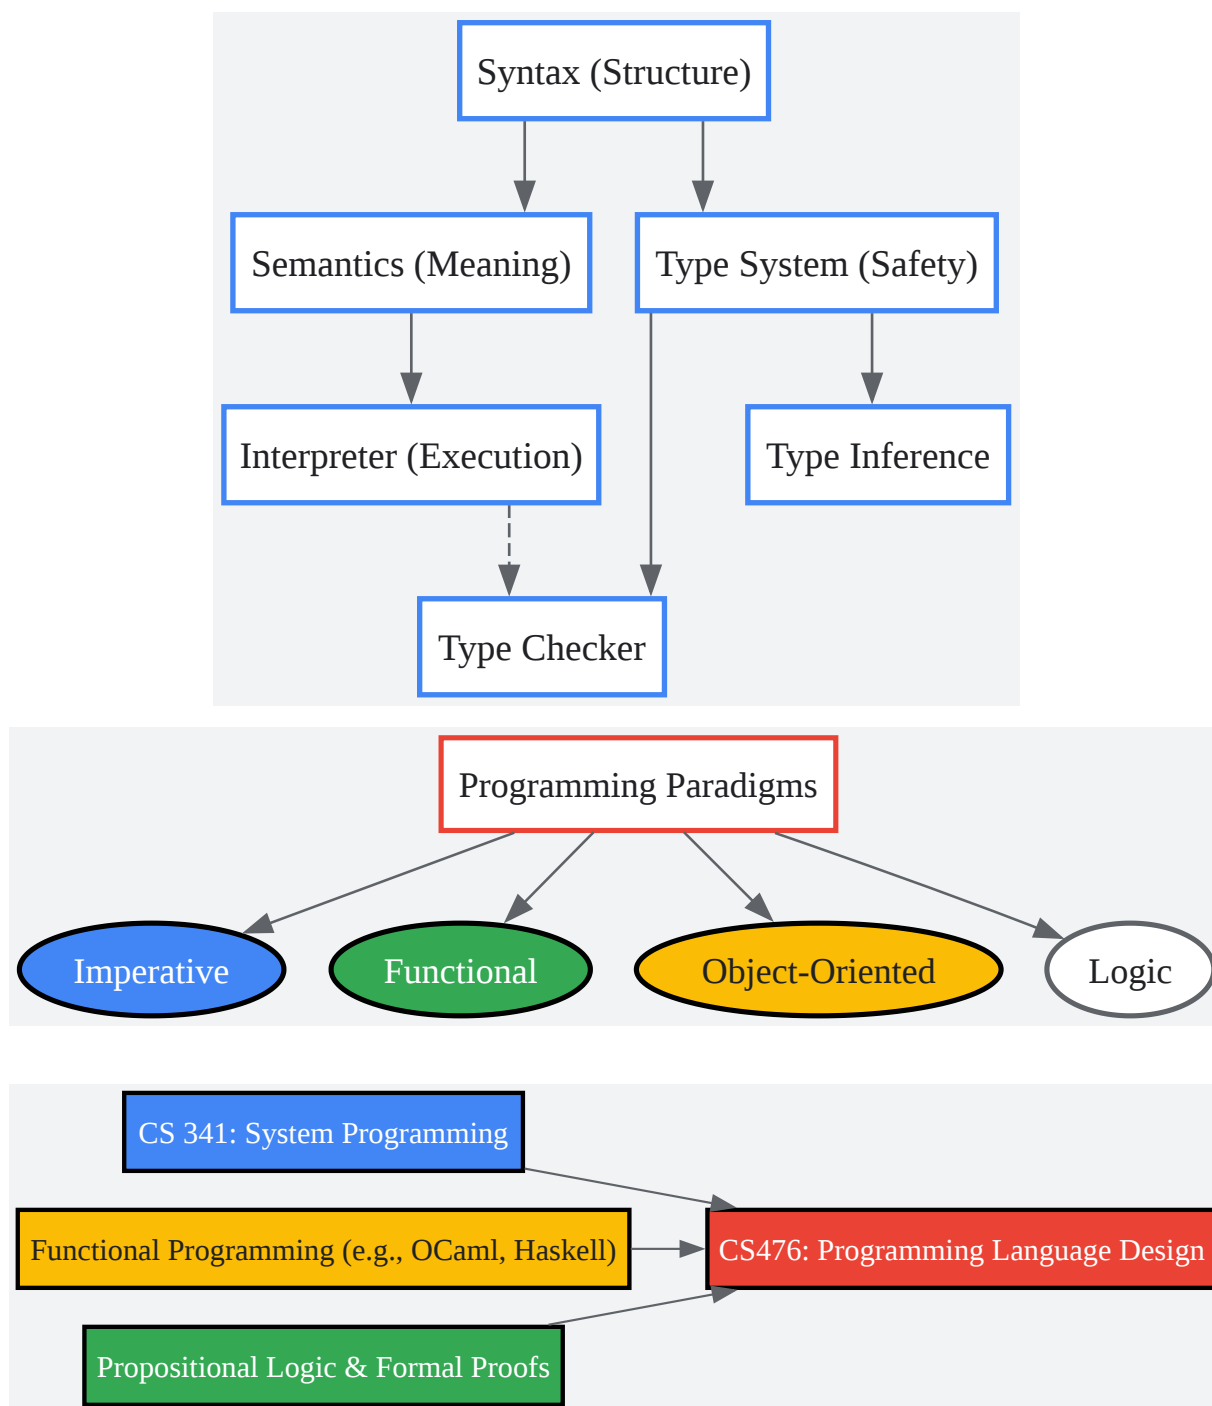 Syntax (Structure)
Semantics (Meaning)
Type System (Safety)
Interpreter (Execution)
Type Inference
Type Checker
Programming Paradigms
Imperative
Functional
Object-Oriented
Logic
CS 341: System Programming
Functional Programming (e.g., OCaml, Haskell)
CS476: Programming Language Design
Propositional Logic & Formal Proofs